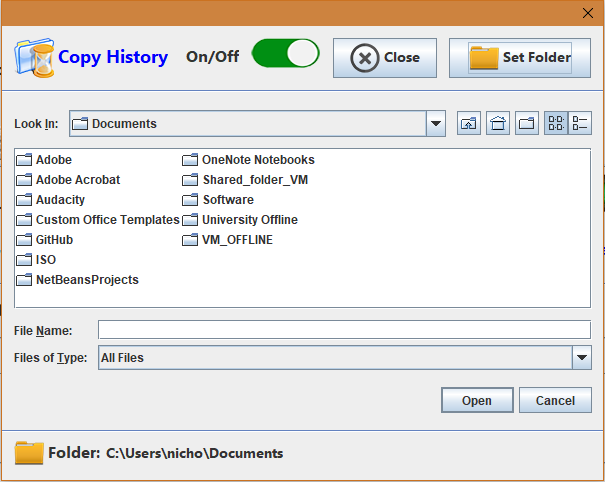 Copy History On/Off Close Set Folder
Look In: Documents
Adobe OneNote Notebooks
Adobe Acrobat Shared_folder_VM
Audacity Software
Custom Office Templates University Offline
GitHub VM_OFFLINE
ISO
NetBeansProjects
File Name:
Files of Type: All Files
Open Cancel
Folder: C:\Users\nicho\Documents